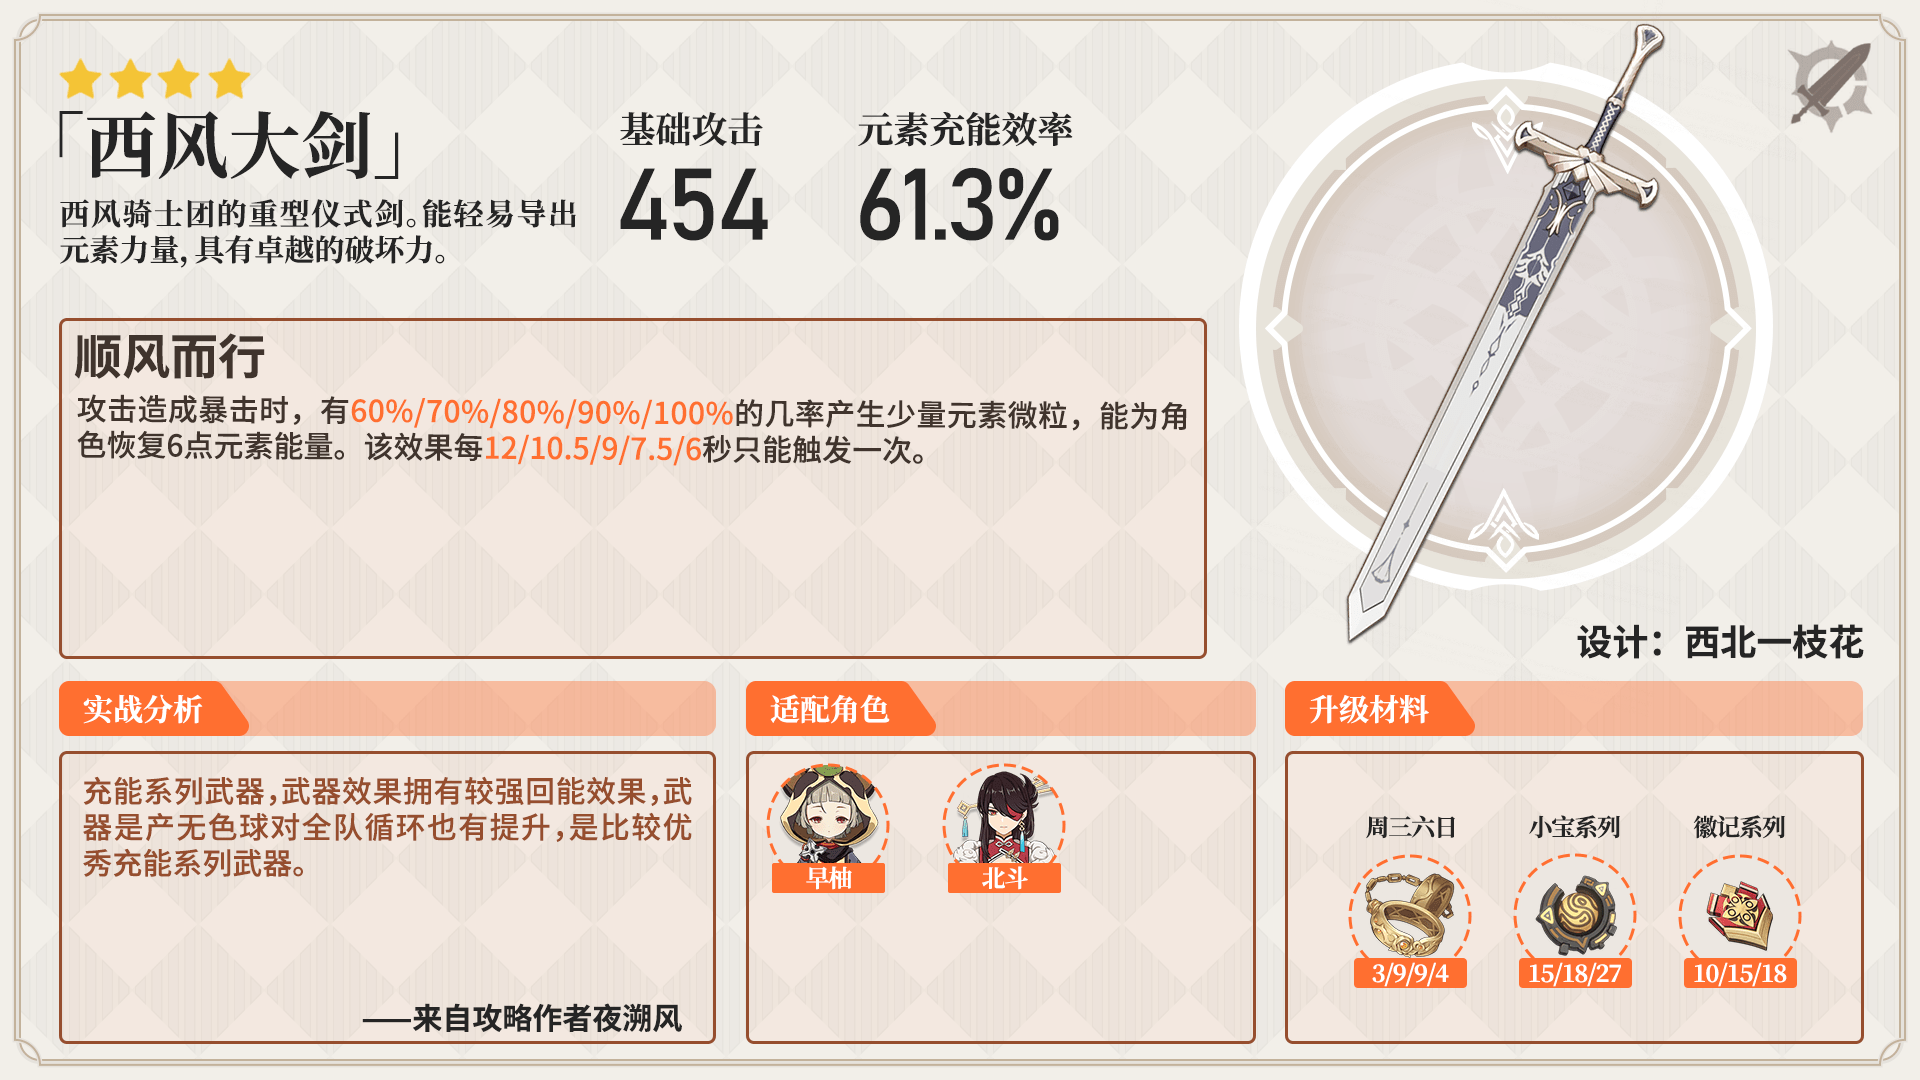 「西风大剑」
西风骑士团的重型仪式剑。能轻易导出
元素力量,具有卓越的破坏力。
基础攻击
454
元素充能效率
61.3%
顺风而行
攻击造成暴击时，有60%/70%/80%/90%/100%的几率产生少量元素微粒，能为角
色恢复6点元素能量。该效果每12/10.5/9/7.5/6秒只能触发一次。
设计：西北一枝花
实战分析
充能系列武器,武器效果拥有较强回能效果,武
器是产无色球对全队循环也有提升,是比较优
秀充能系列武器。
——来自攻略作者夜溯风
适配角色
早柚
北斗
升级材料
周三六日
3/9/9/4
小宝系列
15/18/27
徽记系列
10/15/18